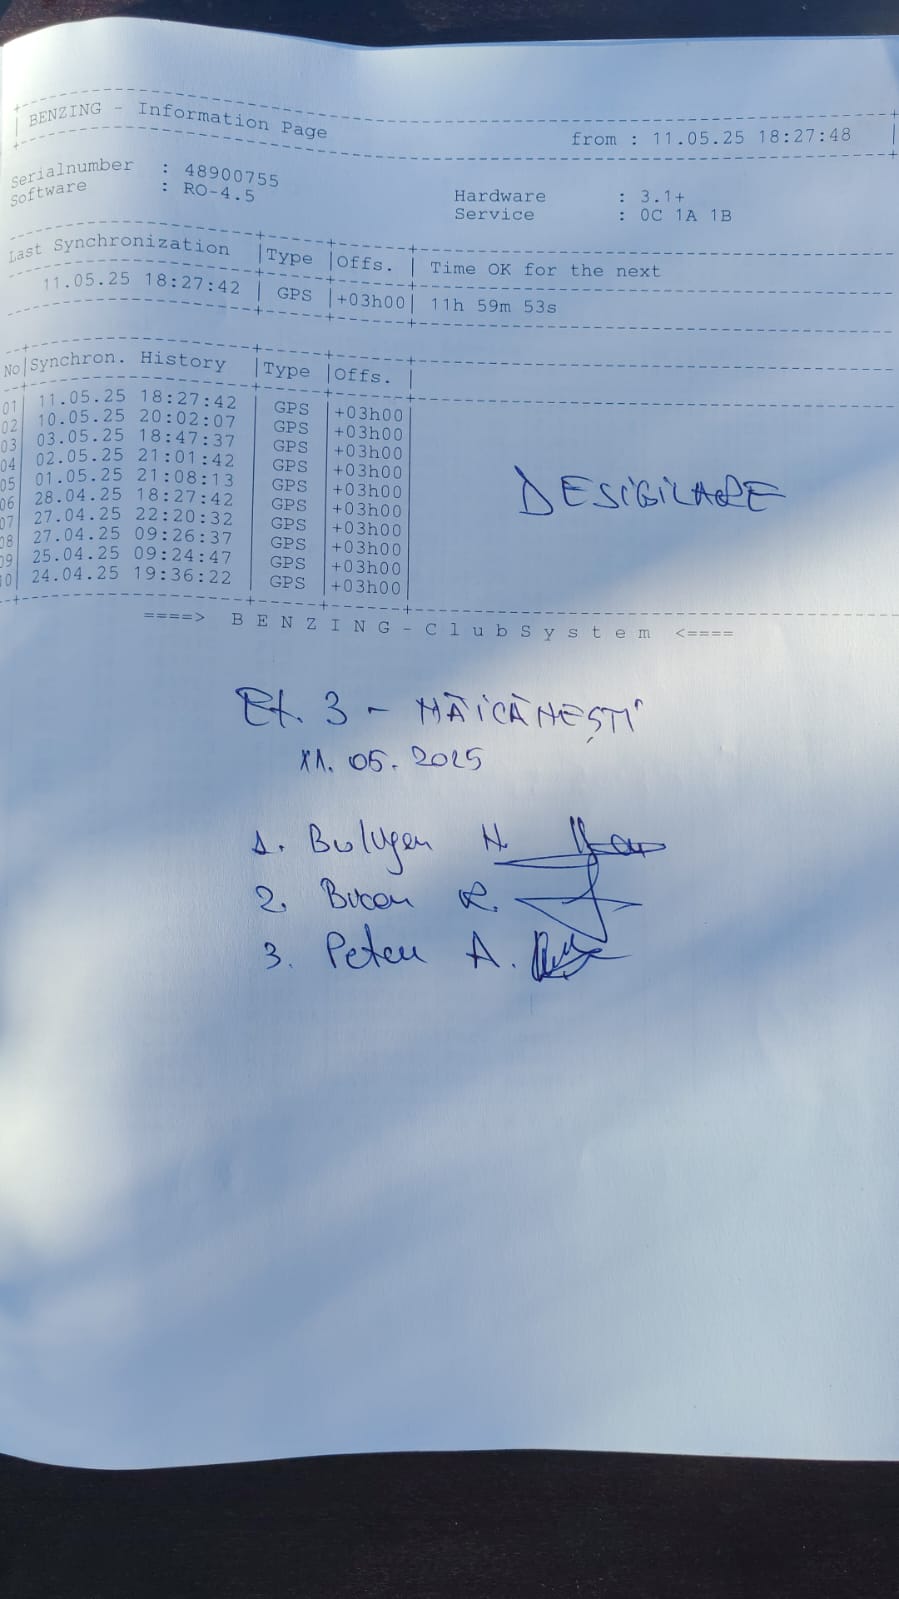 BENZING - Information Page from : 11.05.25 18:27:48
Serialnumber : 48900755
Software : RO-4.5
Hardware : 3.1+
Service : 0C 1A 1B
Last Synchronization |Type |Offs. | Time OK for the next
11.05.25 18:27:42 | GPS |+03h00| 11h 59m 53s
No|Synchron. History |Type |Offs. |
01| 11.05.25 18:27:42 | GPS |+03h00|
02| 10.05.25 20:02:07 | GPS |+03h00|
03| 03.05.25 18:47:37 | GPS |+03h00|
04| 02.05.25 21:01:42 | GPS |+03h00|
05| 01.05.25 21:08:13 | GPS |+03h00|
06| 28.04.25 18:27:42 | GPS |+03h00|
07| 27.04.25 22:20:32 | GPS |+03h00|
08| 27.04.25 09:26:37 | GPS |+03h00|
09| 25.04.25 09:24:47 | GPS |+03h00|
10| 24.04.25 19:36:22 | GPS |+03h00|
DESIGILARE
====> B E N Z I N G - C l u b S y s t e m <====
Et. 3 - MĂICĂNEȘTI
11.05.2025
1. N.
2. R.
3. Petcu A.